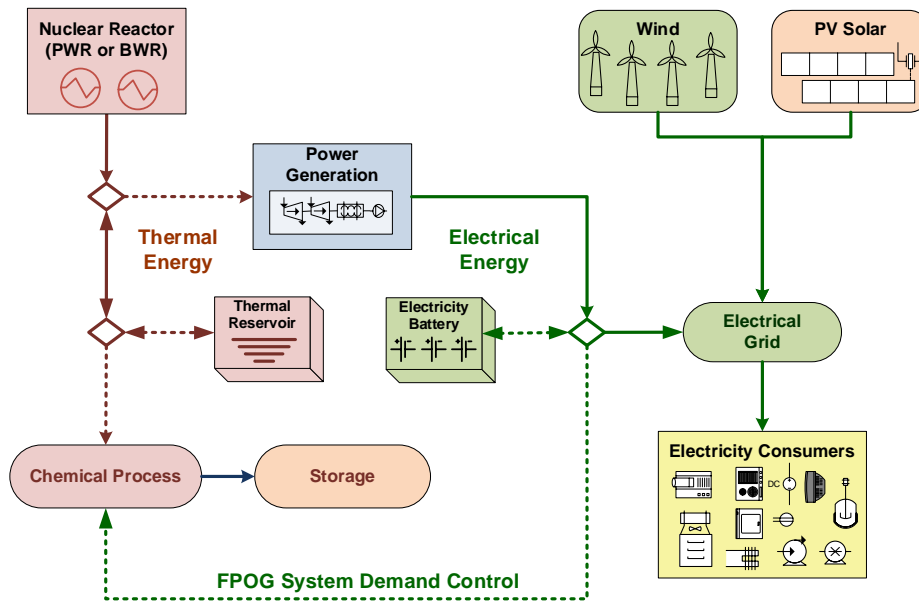 Nuclear Reactor
(PWR or BWR)
Wind
PV Solar
Power
Generation
Thermal
Energy
Electrical
Energy
Thermal
Reservoir
Electricity
Battery
Electrical
Grid
Chemical Process
Storage
Electricity Consumers
DC
FPOG System Demand Control